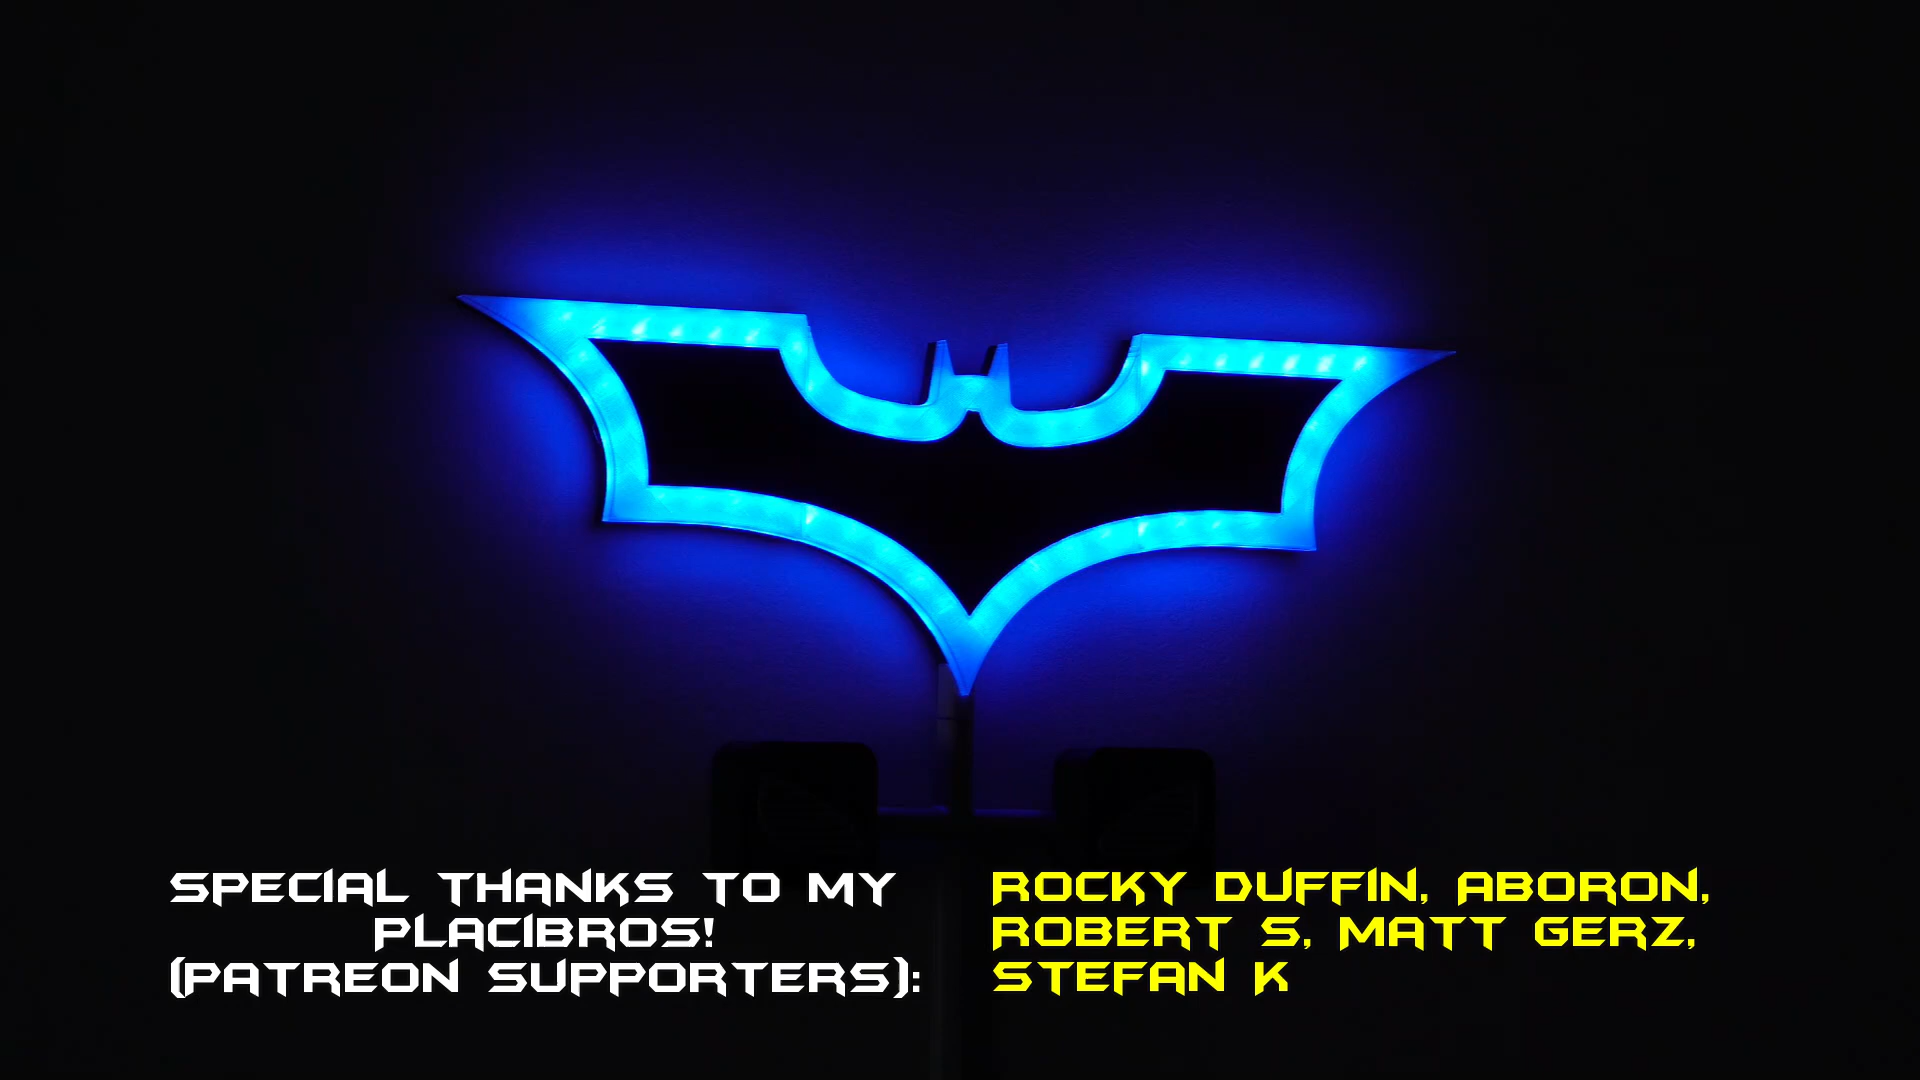 SPECIAL THANKS TO MY
PLACIBROS!
(PATREON SUPPORTERS):
ROCKY DUFFIN, ABORON,
ROBERT S, MATT GERZ,
STEFAN K